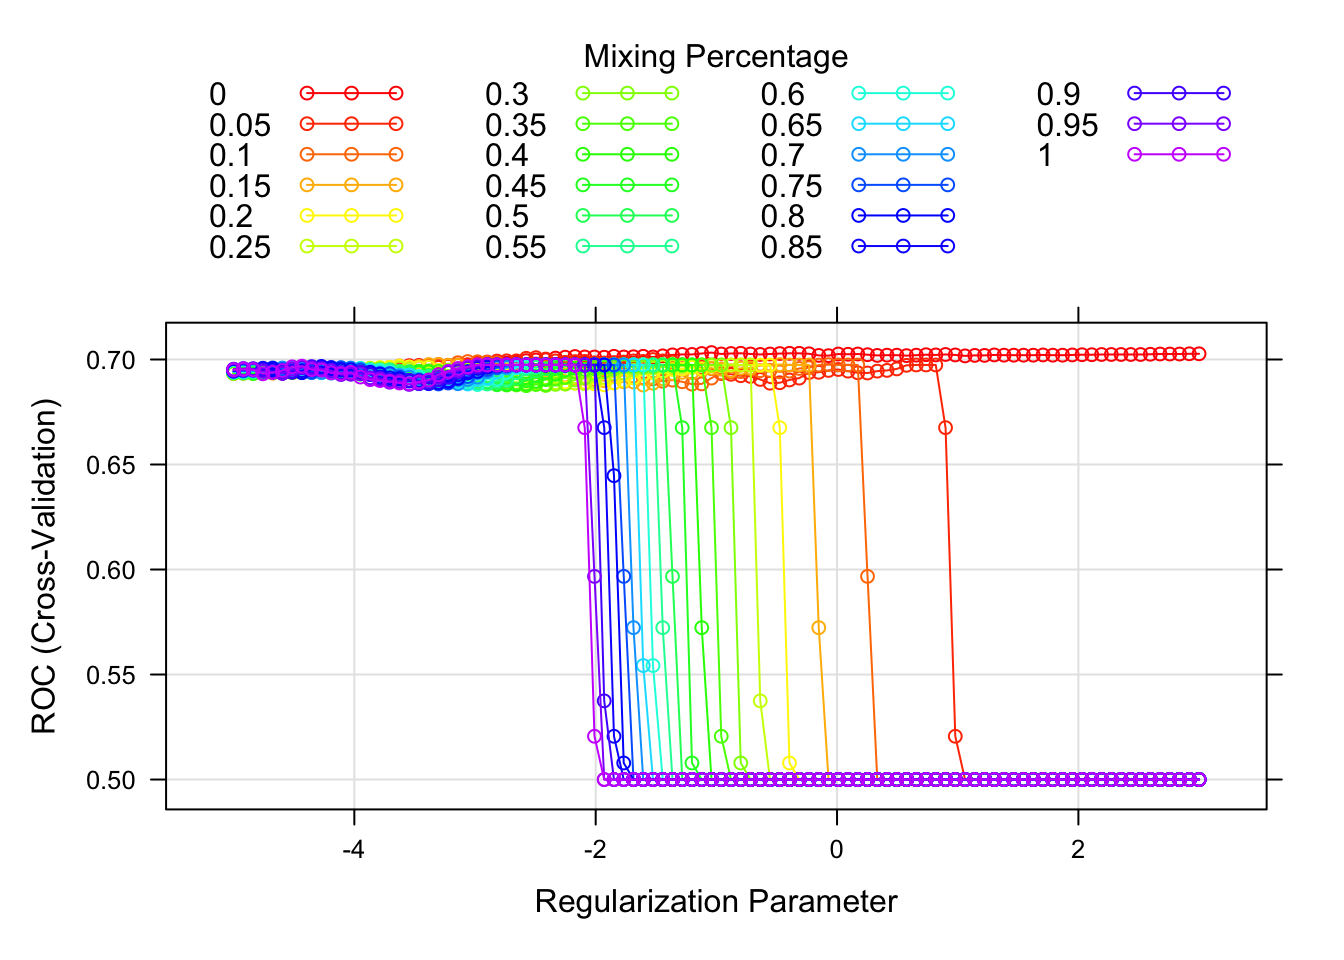 Mixing Percentage
0 0.3 0.6 0.9
0.05 0.35 0.65 0.95
0.1 0.4 0.7 1
0.15 0.45 0.75
0.2 0.5 0.8
0.25 0.55 0.85
ROC (Cross-Validation)
0.70
0.65
0.60
0.55
0.50
-4 -2 0 2
Regularization Parameter